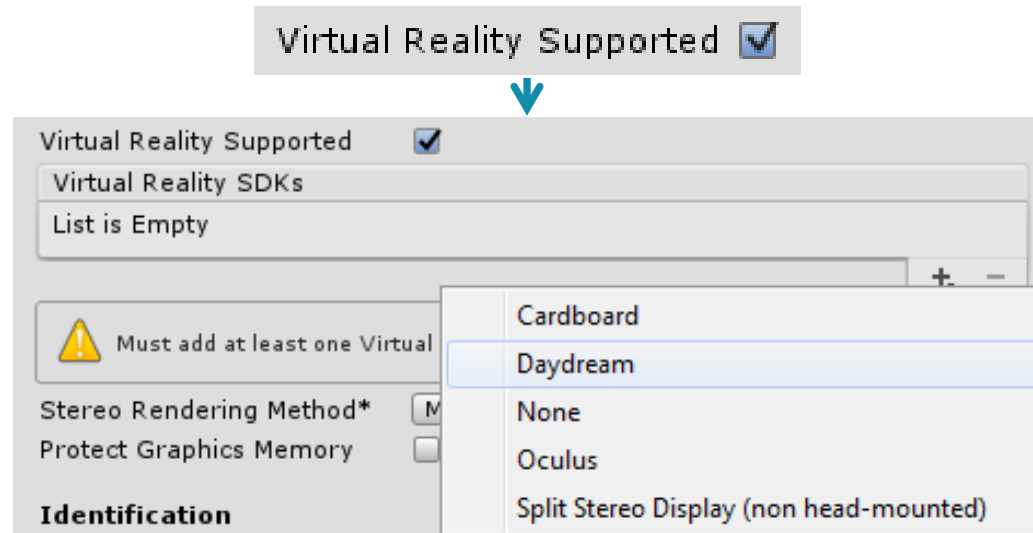 Virtual Reality Supported
Virtual Reality Supported
Virtual Reality SDKs
List is Empty
Must add at least one Virtual
Cardboard
Daydream
None
Oculus
Split Stereo Display (non head-mounted)
Stereo Rendering Method* M
Protect Graphics Memory
Identification